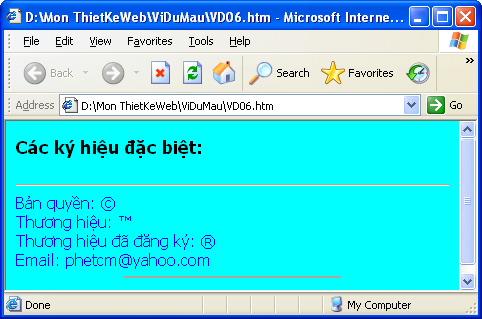 D:\Mon ThietKeWeb\ViDuMau\VD06.htm - Microsoft Interne...
File Edit View Favorites Tools Help
Back Search Favorites
Address D:\Mon ThietKeWeb\ViDuMau\VD06.htm Go
Các ký hiệu đặc biệt:
Bản quyền: ©
Thương hiệu: ™
Thương hiệu đã đăng ký: ®
Email: phetcm@yahoo.com
Done My Computer